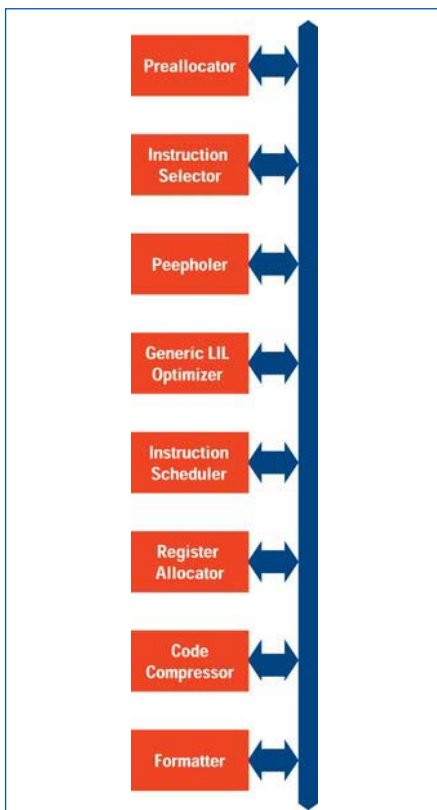 Preallocator
Instruction
Selector
Peepholer
Generic LIL
Optimizer
Instruction
Scheduler
Register
Allocator
Code
Compressor
Formatter